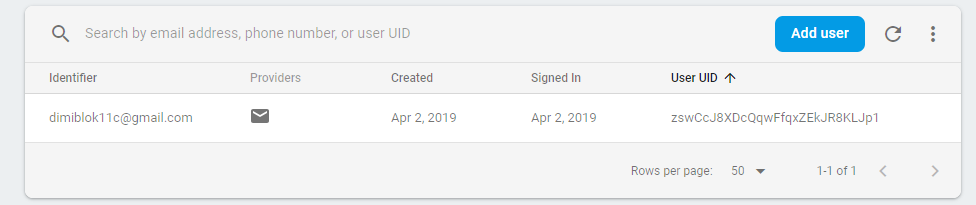 Search by email address, phone number, or user UID Add user
Identifier Providers Created Signed In User UID
dimiblok11c@gmail.com Apr 2, 2019 Apr 2, 2019 zswCcJ8XDcQqwFfqxZEkJR8KLJp1
Rows per page: 50 1-1 of 1